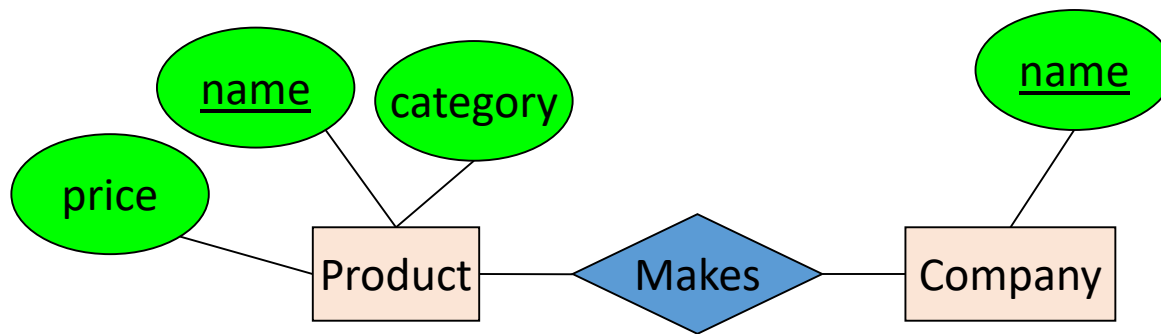 name
name
category
price
Product
Makes
Company